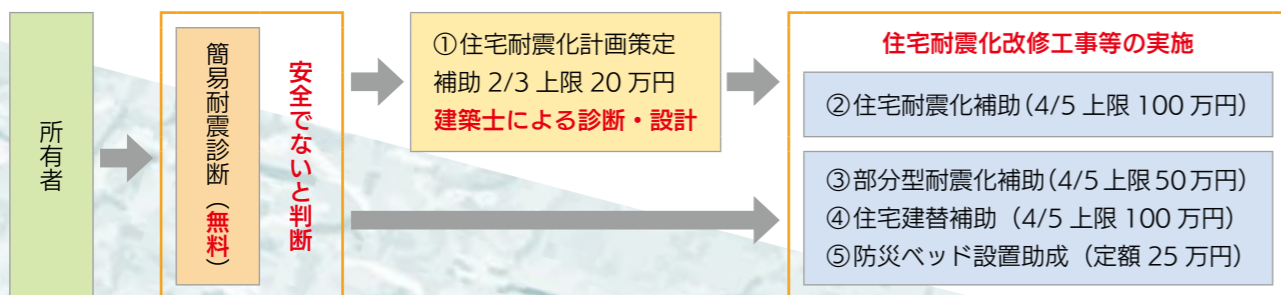 所有者
簡易耐震診断（無料）
安全でないと判断
①住宅耐震化計画策定
補助 2/3 上限 20 万円
建築士による診断・設計
住宅耐震化改修工事等の実施
②住宅耐震化補助（4/5 上限 100 万円）
③部分型耐震化補助（4/5 上限 50 万円）
④住宅建替補助（4/5 上限 100 万円）
⑤防災ベッド設置助成（定額 25 万円）